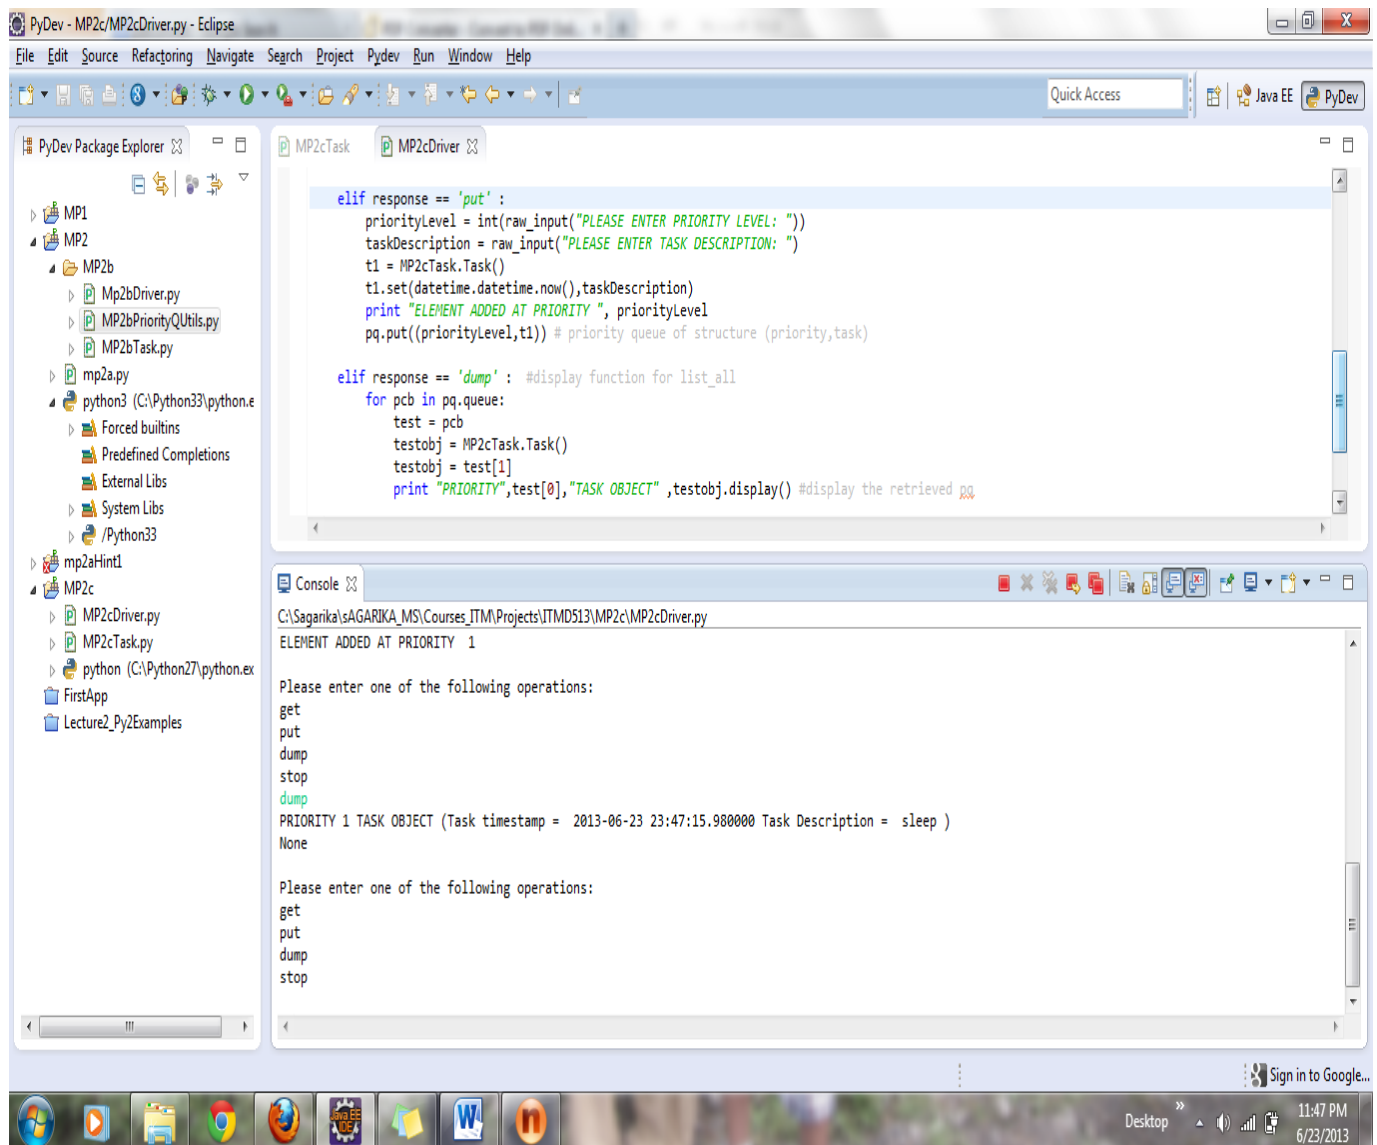 PyDev - MP2c/MP2cDriver.py - Eclipse
File Edit Source Refactoring Navigate Search Project Pydev Run Window Help
Quick Access
Java EE
PyDev
PyDev Package Explorer
MP1
MP2
MP2b
Mp2bDriver.py
MP2bPriorityQUtils.py
MP2bTask.py
mp2a.py
python3 (C:\Python33\python.e
Forced builtins
Predefined Completions
External Libs
System Libs
/Python33
mp2aHint1
MP2c
MP2cDriver.py
MP2cTask.py
python (C:\Python27\python.ex
FirstApp
Lecture2_Py2Examples
MP2cTask
MP2cDriver
elif response == 'put' :
priorityLevel = int(raw_input("PLEASE ENTER PRIORITY LEVEL: "))
taskDescription = raw_input("PLEASE ENTER TASK DESCRIPTION: ")
t1 = MP2cTask.Task()
t1.set(datetime.datetime.now(),taskDescription)
print "ELEMENT ADDED AT PRIORITY ", priorityLevel
pq.put((priorityLevel,t1)) # priority queue of structure (priority,task)
elif response == 'dump' : #display function for list_all
for pcb in pq.queue:
test = pcb
testobj = MP2cTask.Task()
testobj = test[1]
print "PRIORITY",test[0],"TASK OBJECT" ,testobj.display() #display the retrieved pq
Console
C:\Sagarika\sAGARIKA_MS\Courses_ITM\Projects\ITMD513\MP2c\MP2cDriver.py
ELEMENT ADDED AT PRIORITY  1
Please enter one of the following operations:
get
put
dump
stop
dump
PRIORITY 1 TASK OBJECT (Task timestamp =  2013-06-23 23:47:15.980000 Task Description =  sleep )
None
Please enter one of the following operations:
get
put
dump
stop
Sign in to Google...
Java EE
IDE
W
n
Desktop
11:47 PM
6/23/2013